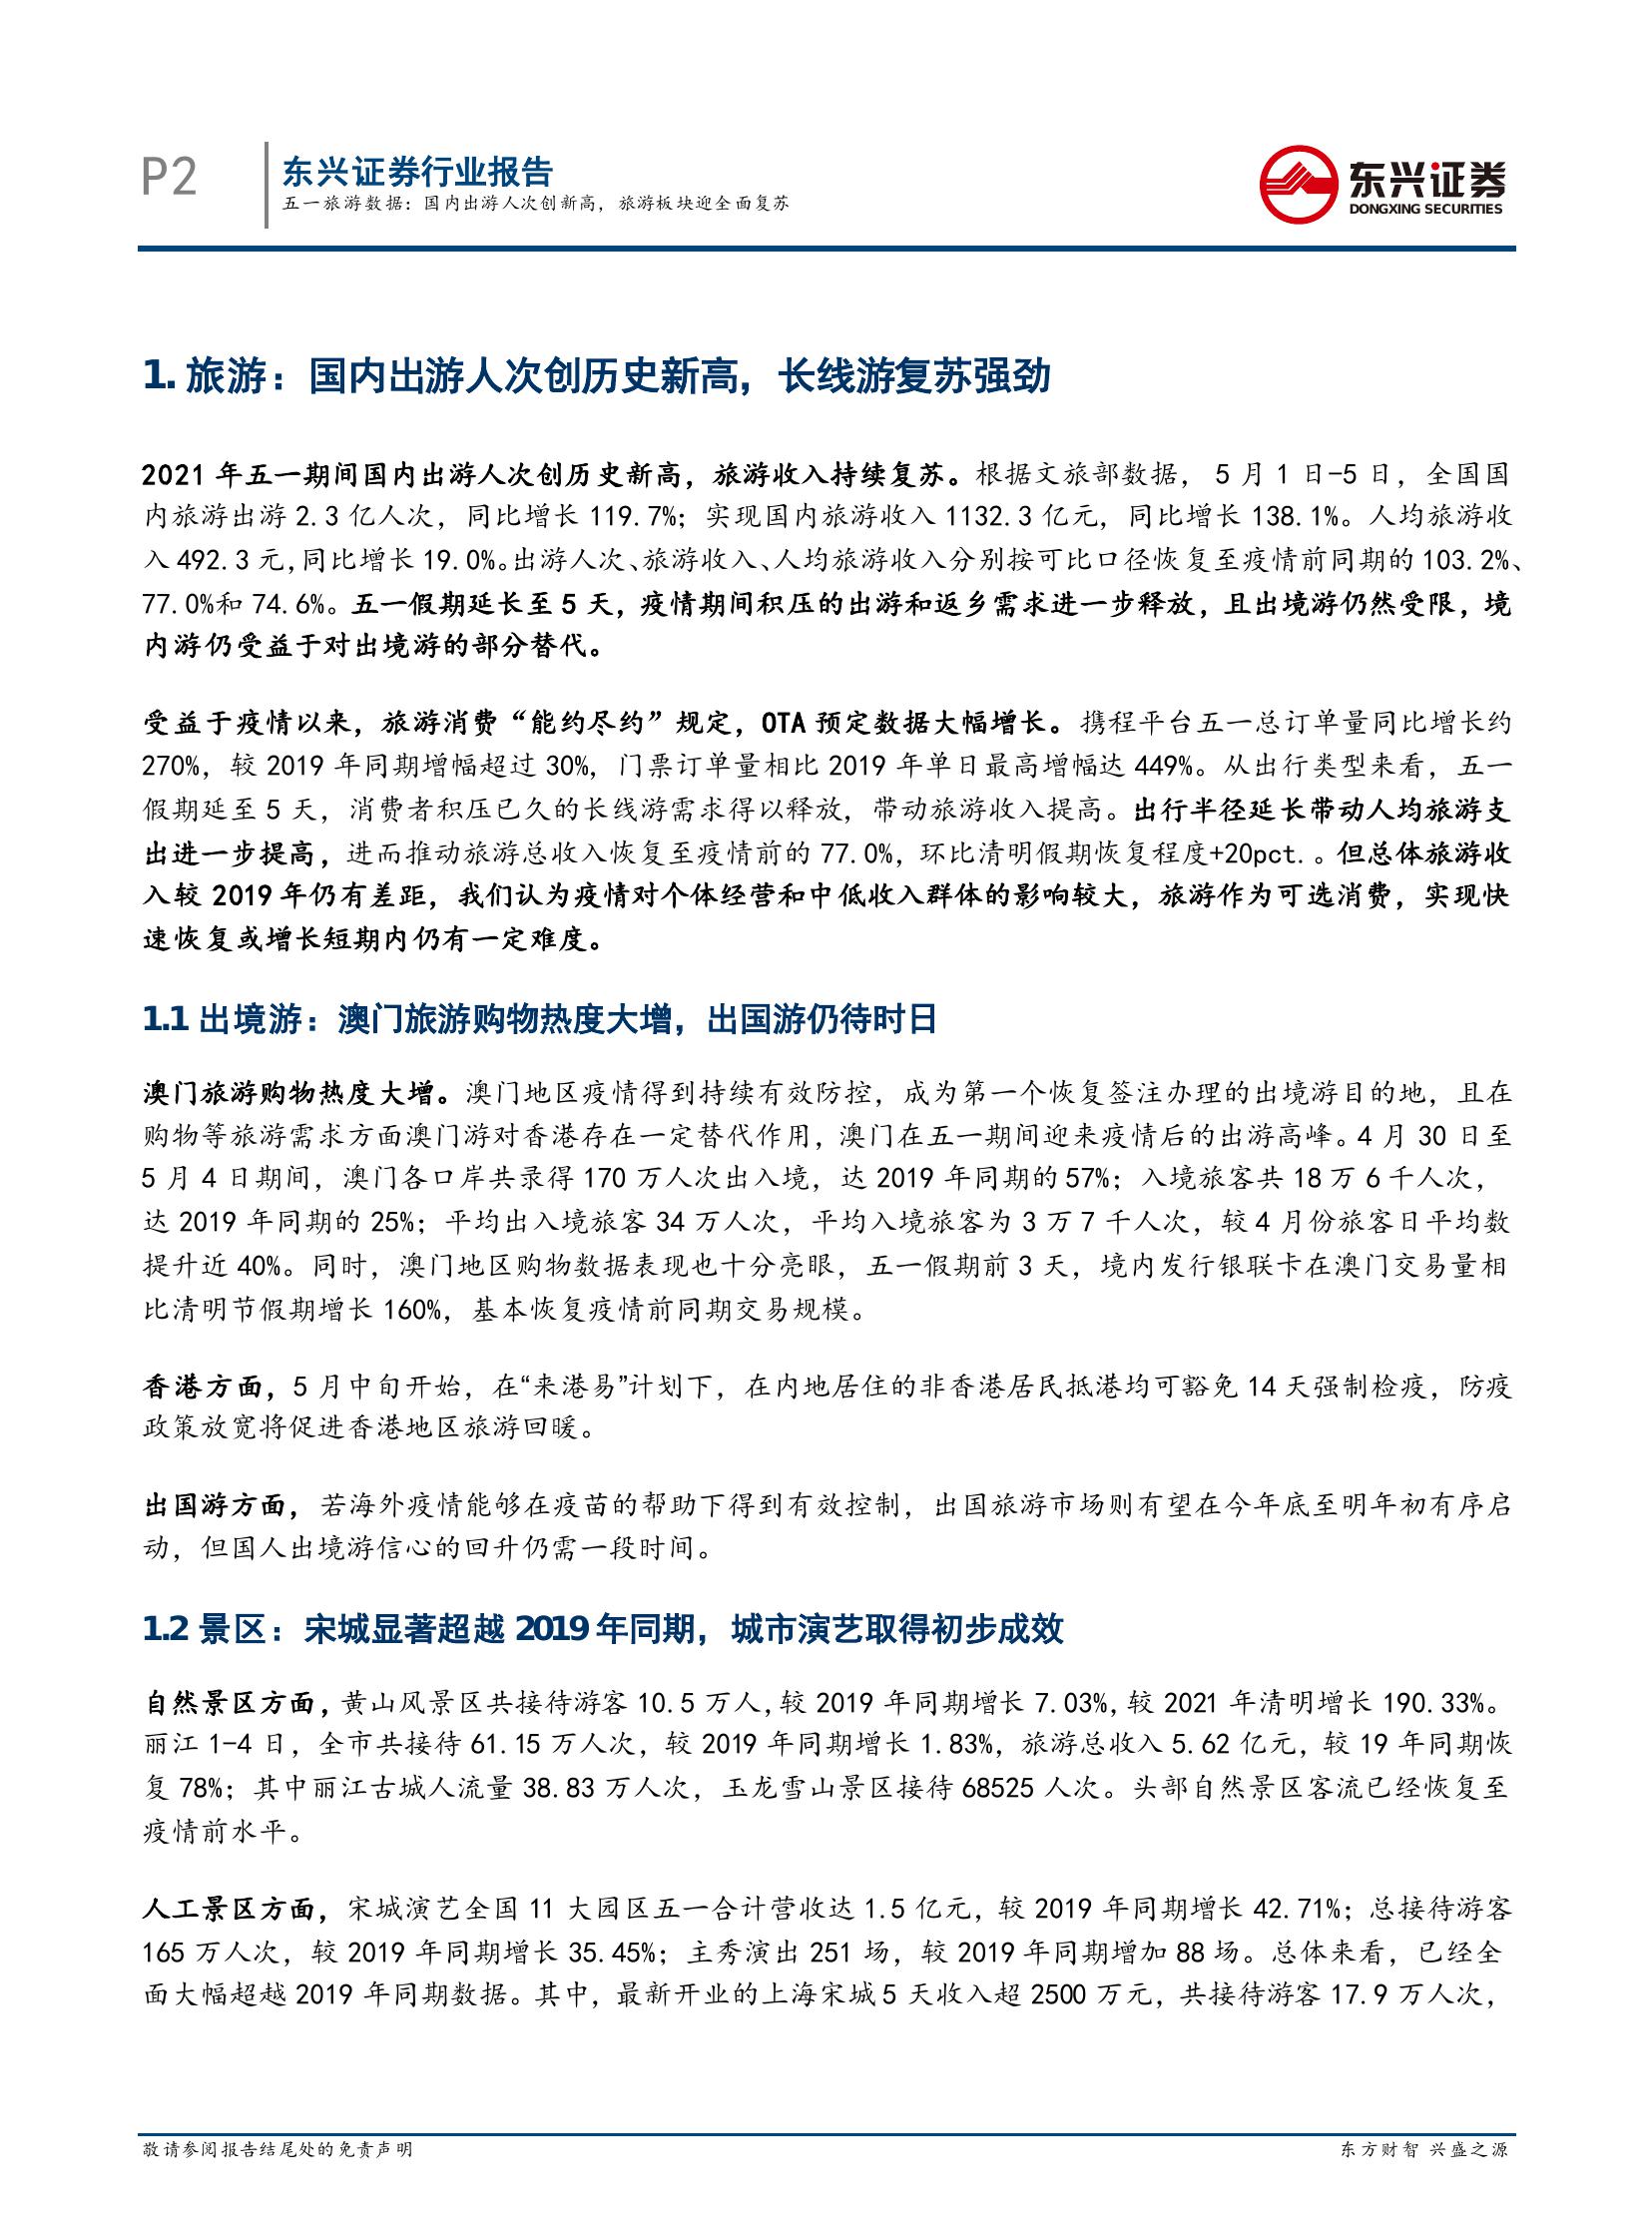 P2
东兴证券行业报告
五一旅游数据：国内出游人次创新高，旅游板块迎全面复苏
东兴证券
DONGXING SECURITIES
1. 旅游：国内出游人次创历史新高，长线游复苏强劲
2021 年五一期间国内出游人次创历史新高，旅游收入持续复苏。根据文旅部数据， 5 月 1 日-5 日，全国国
内旅游出游 2.3 亿人次，同比增长 119.7%；实现国内旅游收入 1132.3 亿元，同比增长 138.1%。人均旅游收
入 492.3 元，同比增长 19.0%。出游人次、旅游收入、人均旅游收入分别按可比口径恢复至疫情前同期的 103.2%、
77.0%和 74.6%。五一假期延长至 5 天，疫情期间积压的出游和返乡需求进一步释放，且出境游仍然受限，境
内游仍受益于对出境游的部分替代。
受益于疫情以来，旅游消费“能约尽约”规定，OTA 预定数据大幅增长。携程平台五一总订单量同比增长约
270%，较 2019 年同期增幅超过 30%，门票订单量相比 2019 年单日最高增幅达 449%。从出行类型来看，五一
假期延至 5 天，消费者积压已久的长线游需求得以释放，带动旅游收入提高。出行半径延长带动人均旅游支
出进一步提高，进而推动旅游总收入恢复至疫情前的 77.0%，环比清明假期恢复程度+20pct.。但总体旅游收
入较 2019 年仍有差距，我们认为疫情对个体经营和中低收入群体的影响较大，旅游作为可选消费，实现快
速恢复或增长短期内仍有一定难度。
1.1 出境游：澳门旅游购物热度大增，出国游仍待时日
澳门旅游购物热度大增。澳门地区疫情得到持续有效防控，成为第一个恢复签注办理的出境游目的地，且在
购物等旅游需求方面澳门游对香港存在一定替代作用，澳门在五一期间迎来疫情后的出游高峰。4 月 30 日至
5 月 4 日期间，澳门各口岸共录得 170 万人次出入境，达 2019 年同期的 57%；入境旅客共 18 万 6 千人次，
达 2019 年同期的 25%；平均出入境旅客 34 万人次，平均入境旅客为 3 万 7 千人次，较 4 月份旅客日平均数
提升近 40%。同时，澳门地区购物数据表现也十分亮眼，五一假期前 3 天，境内发行银联卡在澳门交易量相
比清明节假期增长 160%，基本恢复疫情前同期交易规模。
香港方面，5 月中旬开始，在“来港易”计划下，在内地居住的非香港居民抵港均可豁免 14 天强制检疫，防疫
政策放宽将促进香港地区旅游回暖。
出国游方面，若海外疫情能够在疫苗的帮助下得到有效控制，出国旅游市场则有望在今年底至明年初有序启
动，但国人出境游信心的回升仍需一段时间。
1.2 景区：宋城显著超越 2019 年同期，城市演艺取得初步成效
自然景区方面，黄山风景区共接待游客 10.5 万人，较 2019 年同期增长 7.03%，较 2021 年清明增长 190.33%。
丽江 1-4 日，全市共接待 61.15 万人次，较 2019 年同期增长 1.83%，旅游总收入 5.62 亿元，较 19 年同期恢
复 78%；其中丽江古城人流量 38.83 万人次，玉龙雪山景区接待 68525 人次。头部自然景区客流已经恢复至
疫情前水平。
人工景区方面，宋城演艺全国 11 大园区五一合计营收达 1.5 亿元，较 2019 年同期增长 42.71%；总接待游客
165 万人次，较 2019 年同期增长 35.45%；主秀演出 251 场，较 2019 年同期增加 88 场。总体来看，已经全
面大幅超越 2019 年同期数据。其中，最新开业的上海宋城 5 天收入超 2500 万元，共接待游客 17.9 万人次，
敬请参阅报告结尾处的免责声明
东方财智 兴盛之源